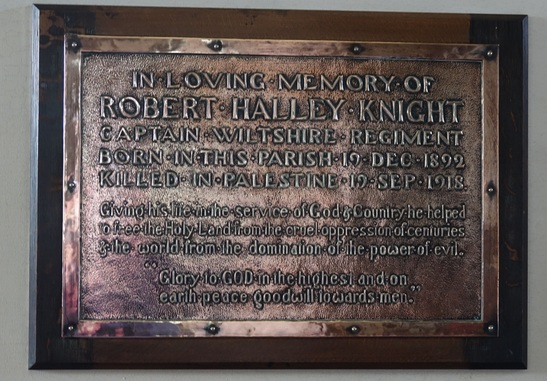 IN·LOVING·MEMORY·OF
ROBERT·HALLEY·KNIGHT
CAPTAIN·WILTSHIRE·REGIMENT
BORN·IN·THIS·PARISH·19·DEC·1892
KILLED·IN·PALESTINE·19·SEP·1918.
Giving·his·life·in·the·service·of·God·&·Country·he·helped
to·free·the·Holy·Land·from·the·cruel·oppression·of·centuries
&·the·world·from·the·domination·of·the·power·of·evil.
"Glory·to·GOD·in·the·highest·and·on
earth·peace·goodwill·towards·men."